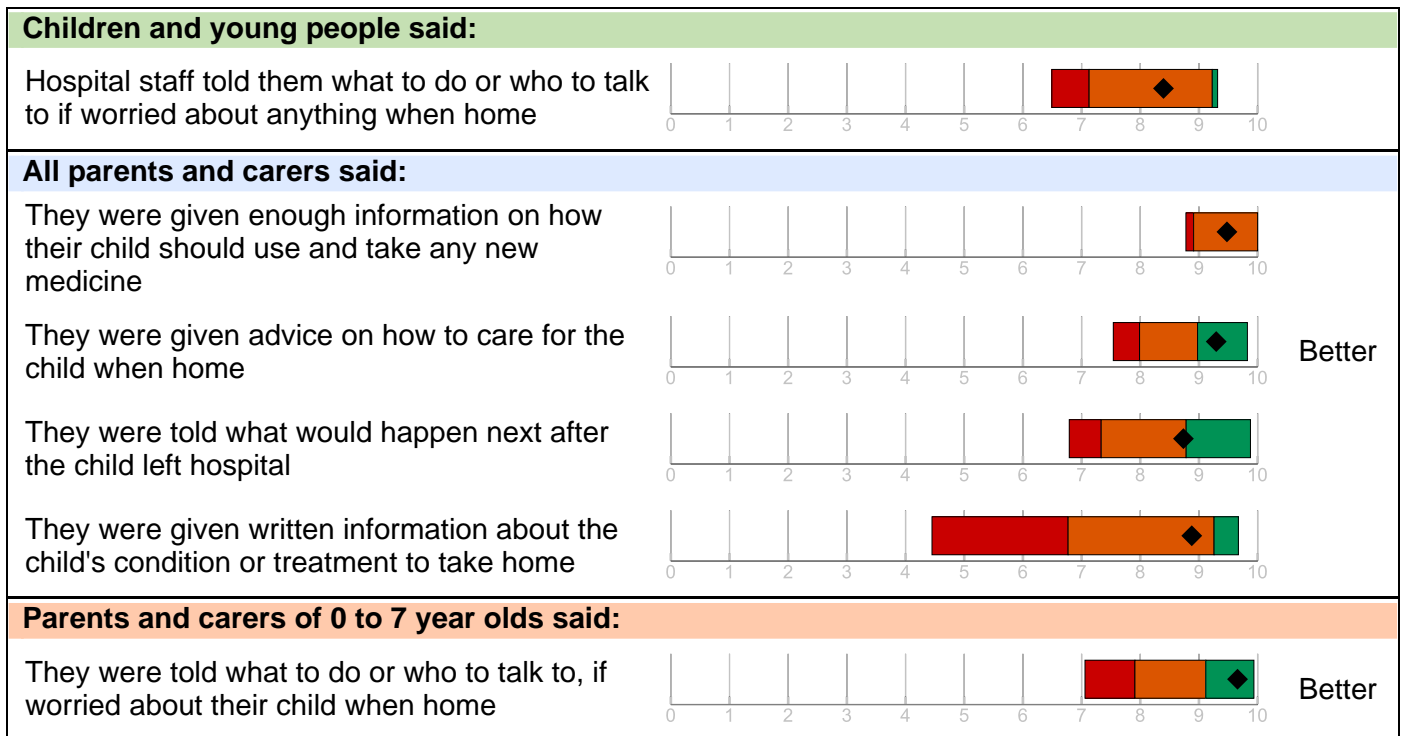 Children and young people said:
Hospital staff told them what to do or who to talk
to if worried about anything when home
0 1 2 3 4 5 6 7 8 9 10
All parents and carers said:
They were given enough information on how
their child should use and take any new
medicine
0 1 2 3 4 5 6 7 8 9 10
They were given advice on how to care for the
child when home
0 1 2 3 4 5 6 7 8 9 10
Better
They were told what would happen next after
the child left hospital
0 1 2 3 4 5 6 7 8 9 10
They were given written information about the
child's condition or treatment to take home
0 1 2 3 4 5 6 7 8 9 10
Parents and carers of 0 to 7 year olds said:
They were told what to do or who to talk to, if
worried about their child when home
0 1 2 3 4 5 6 7 8 9 10
Better